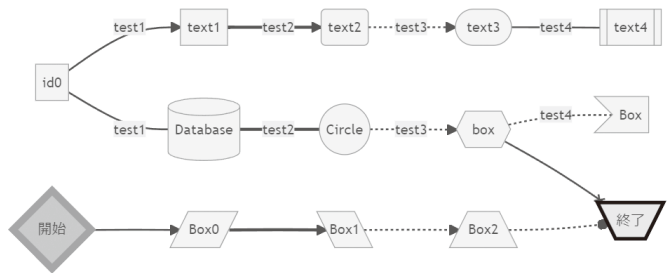 test1 text1 test2 text2 test3 text3 test4 text4
id0
test1 Database test2 Circle test3 box test4 Box
開始 Box0 Box1 Box2 終了